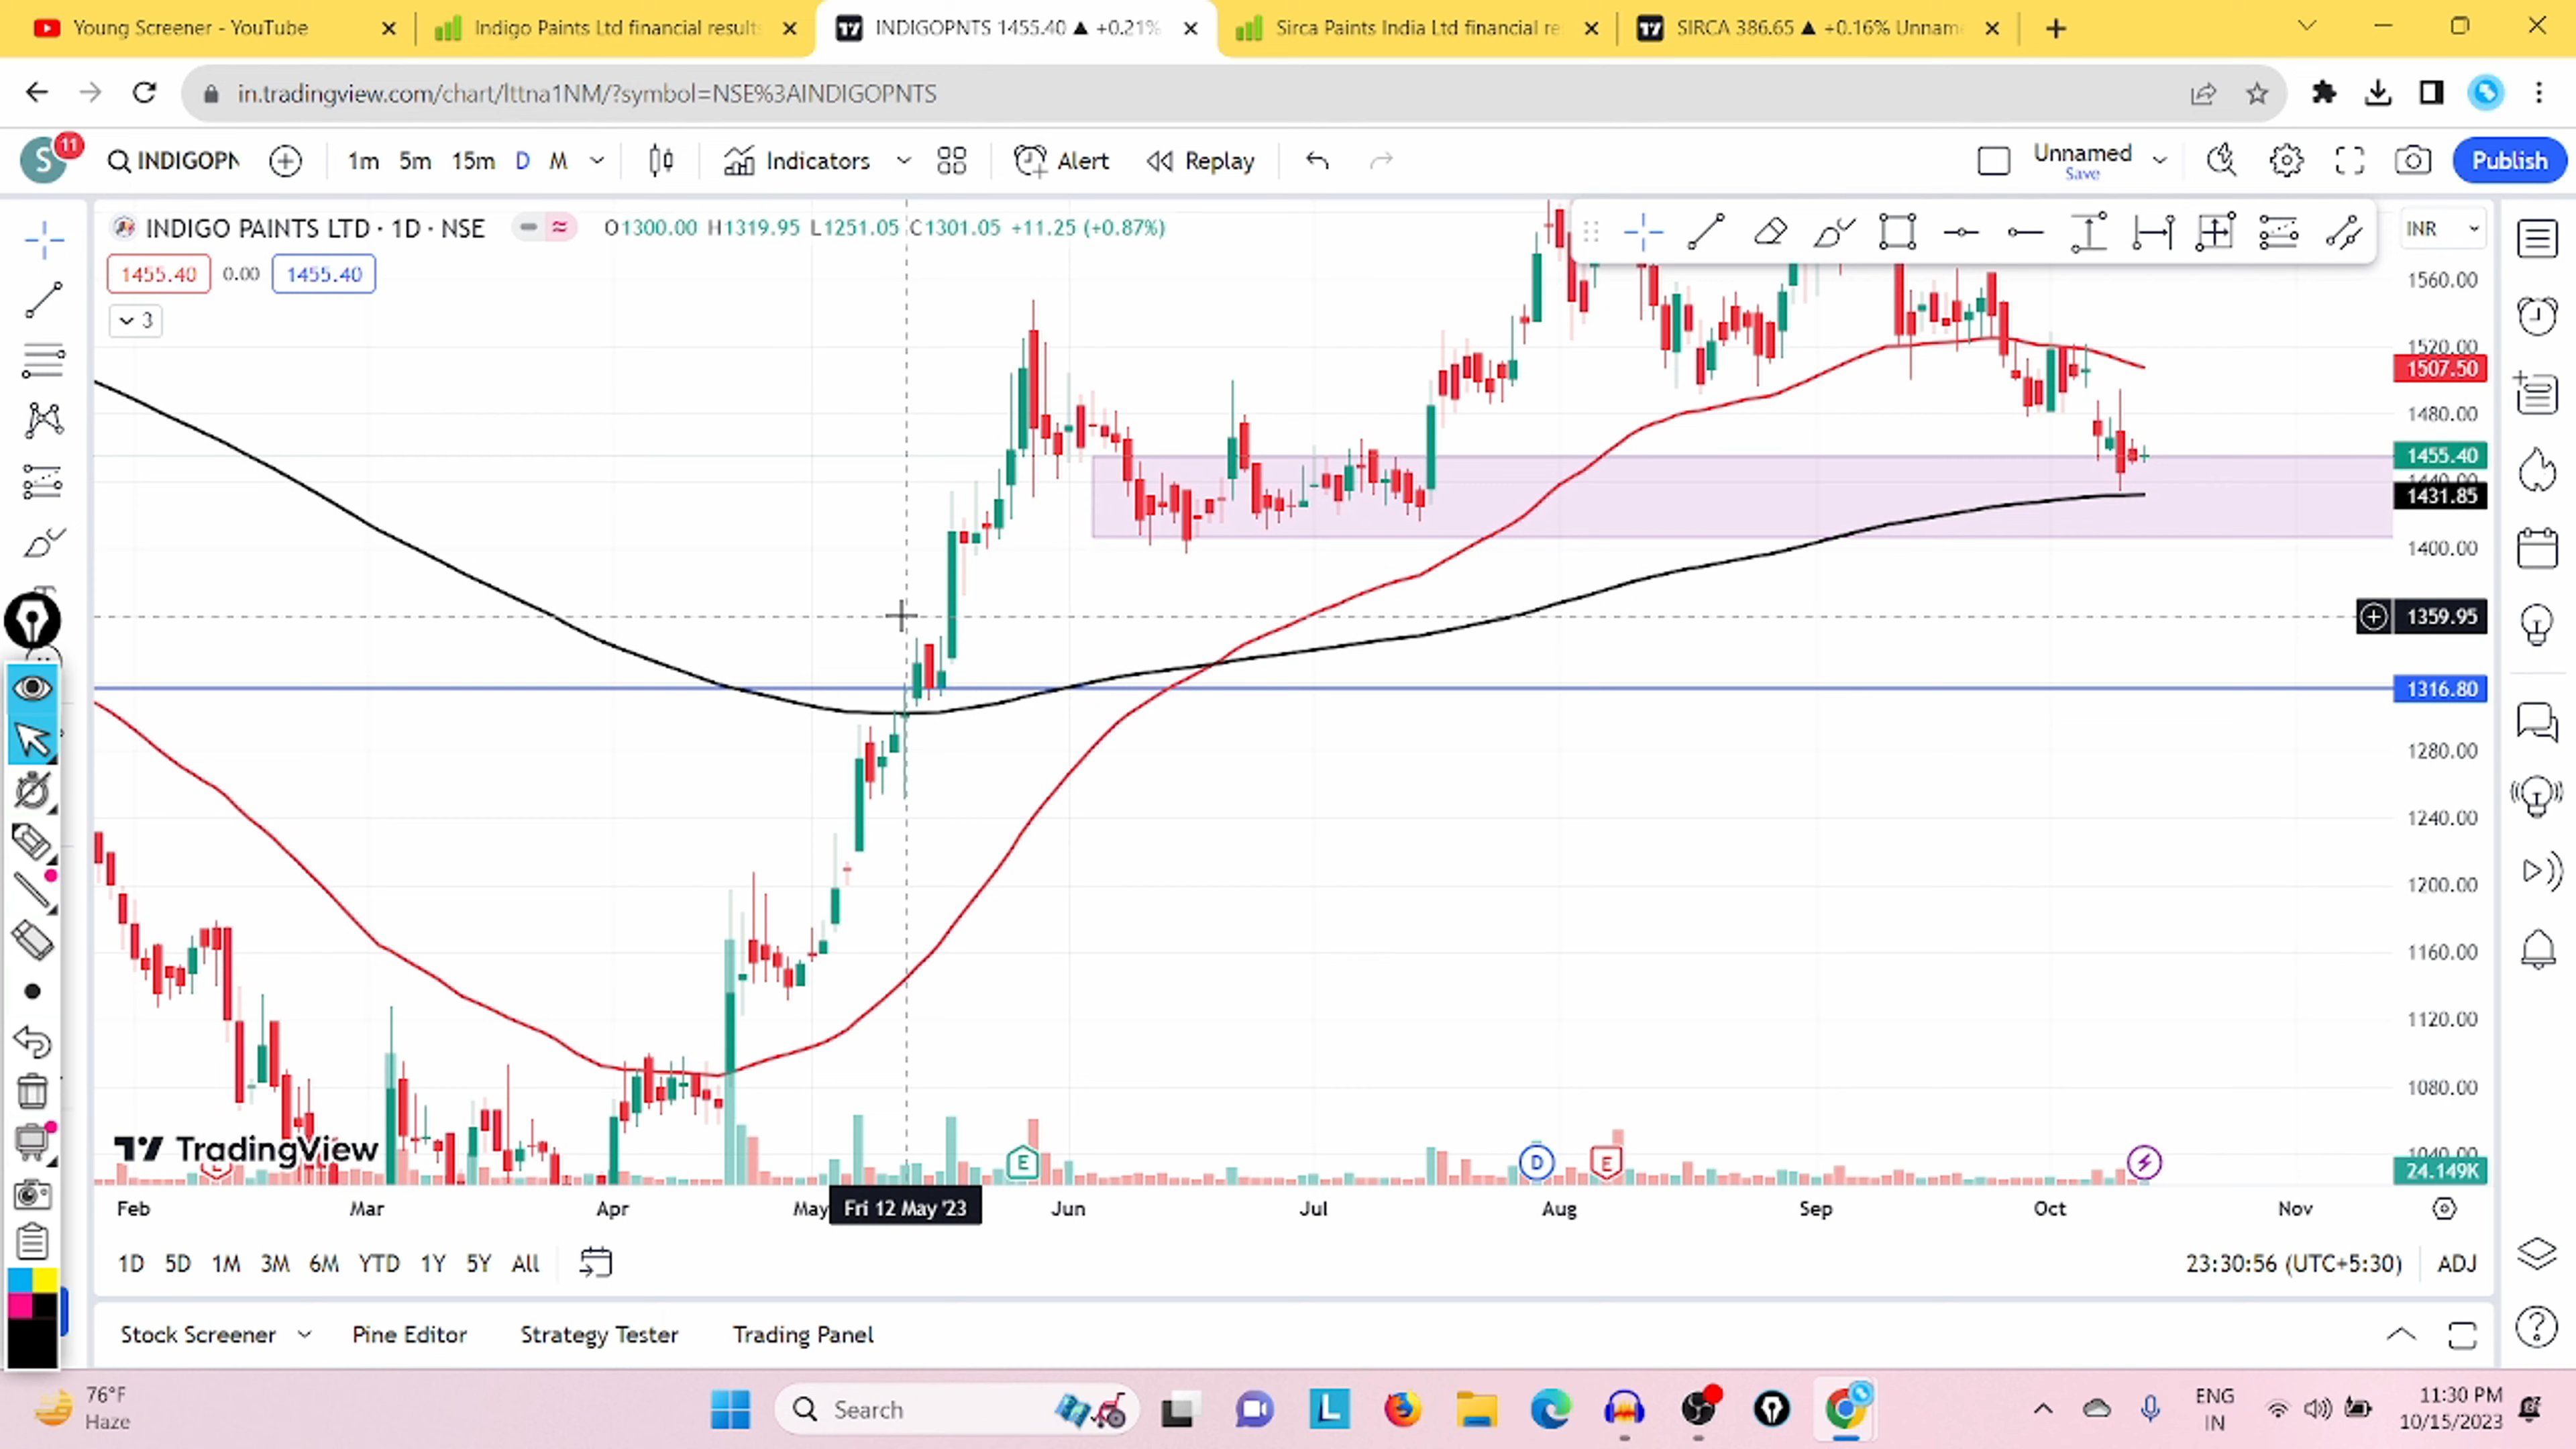 Young Screener - YouTube
Indigo Paints Ltd financial results
INDIGOPNTS 1455.40 ▲ +0.21%
Sirca Paints India Ltd financial re
SIRCA 386.65 ▲ +0.16% Unnam
in.tradingview.com/chart/lttna1NM/?symbol=NSE%3AINDIGOPNTS
S 11
INDIGOPN
1m 5m 15m D M
Indicators
Alert
Replay
Unnamed
Save
Publish
INDIGO PAINTS LTD · 1D · NSE
O1300.00 H1319.95 L1251.05 C1301.05 +11.25 (+0.87%)
INR
1455.40 0.00 1455.40
3
1560.00
1520.00
1507.50
1480.00
1455.40
1440.00
1431.85
1400.00
1359.95
1316.80
1280.00
1240.00
1200.00
1160.00
1120.00
1080.00
1040.00
24.149K
TradingView
E D E
Feb Mar Apr May Fri 12 May '23 Jun Jul Aug Sep Oct Nov
1D 5D 1M 3M 6M YTD 1Y 5Y All
23:30:56 (UTC+5:30) ADJ
Stock Screener Pine Editor Strategy Tester Trading Panel
76°F
Haze
Search
L
ENG
IN
11:30 PM
10/15/2023